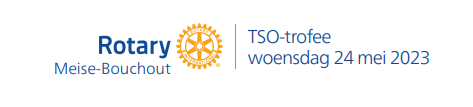 Rotary
Meise-Bouchout
TSO-trofee
woensdag 24 mei 2023